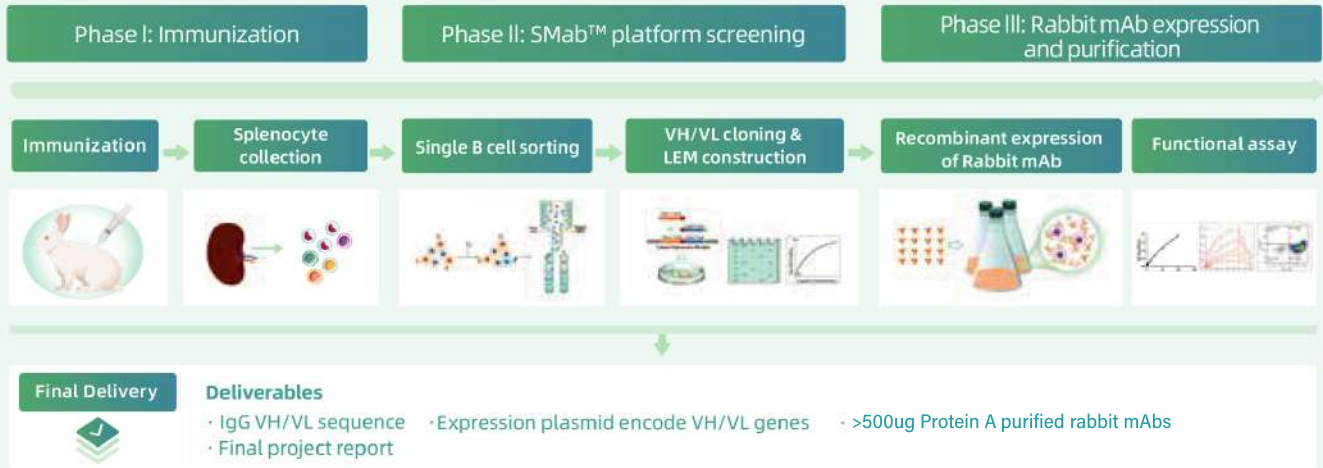 Phase I: Immunization
Phase II: SMab™ platform screening
Phase III: Rabbit mAb expression
and purification
Immunization
Splenocyte
collection
Single B cell sorting
VH/VL cloning &
LEM construction
Recombinant expression
of Rabbit mAb
Functional assay
Final Delivery
Deliverables
· IgG VH/VL sequence
· Expression plasmid encode VH/VL genes
· >500ug Protein A purified rabbit mAbs
· Final project report